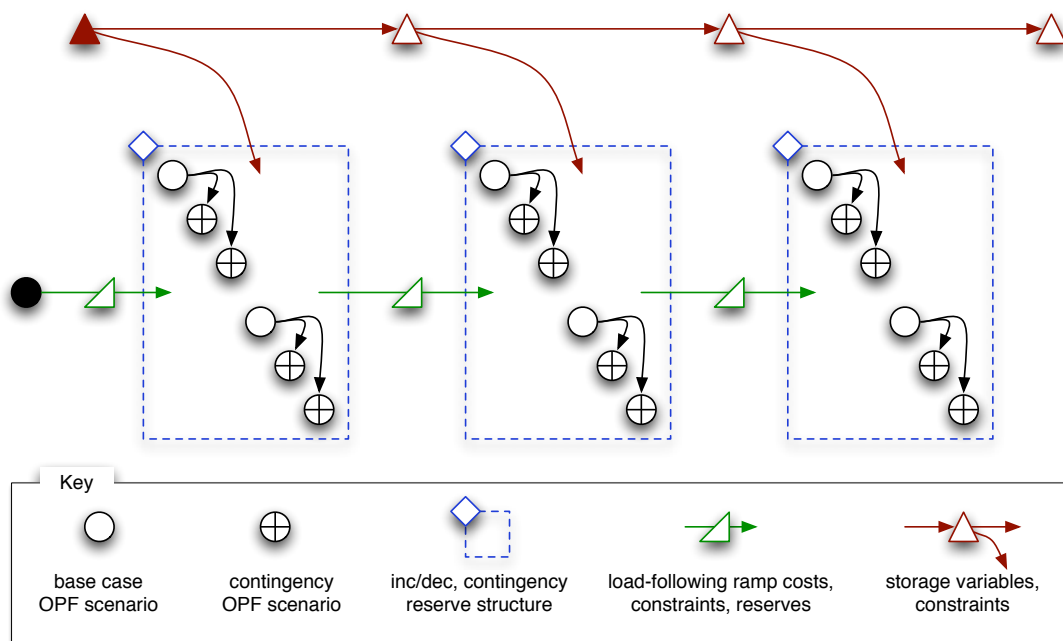 Key
base case
OPF scenario
contingency
OPF scenario
inc/dec, contingency
reserve structure
load-following ramp costs,
constraints, reserves
storage variables,
constraints